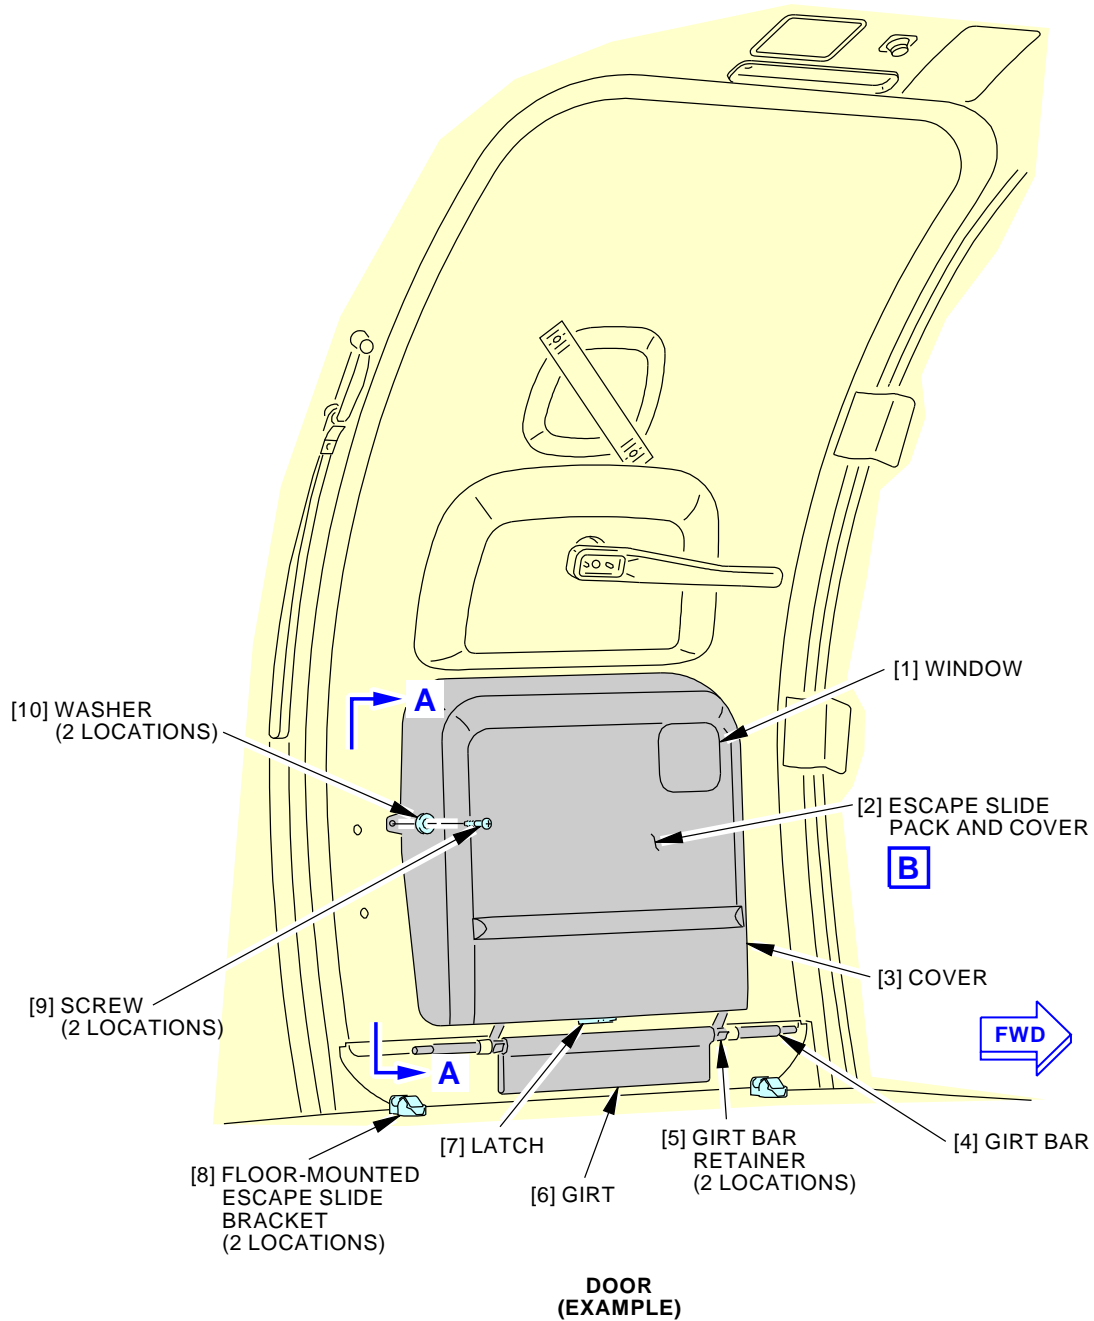 A
[1] WINDOW
[10] WASHER
(2 LOCATIONS)
[2] ESCAPE SLIDE
PACK AND COVER
B
[3] COVER
[9] SCREW
(2 LOCATIONS)
FWD
A
[7] LATCH
[5] GIRT BAR
RETAINER
(2 LOCATIONS)
[4] GIRT BAR
[8] FLOOR-MOUNTED
ESCAPE SLIDE
BRACKET
(2 LOCATIONS)
[6] GIRT
DOOR
(EXAMPLE)